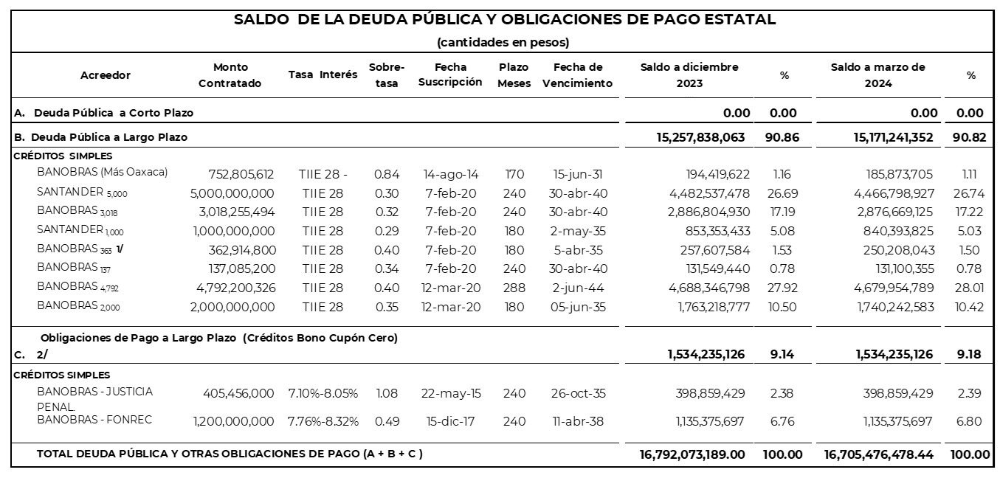 SALDO DE LA DEUDA PÚBLICA Y OBLIGACIONES DE PAGO ESTATAL
(cantidades en pesos)
Acreedor Monto Contratado Tasa Interés Sobre-tasa Fecha Suscripción Plazo Meses Fecha de Vencimiento Saldo a diciembre 2023 % Saldo a marzo de 2024 %
A. Deuda Pública a Corto Plazo 0.00 0.00 0.00 0.00
B. Deuda Pública a Largo Plazo 15,257,838,063 90.86 15,171,241,352 90.82
CRÉDITOS SIMPLES
BANOBRAS (Más Oaxaca) 752,805,612 TIIE 28 - 0.84 14-ago-14 170 15-jun-31 194,419,622 1.16 185,873,705 1.11
SANTANDER 5,000 5,000,000,000 TIIE 28 0.30 7-feb-20 240 30-abr-40 4,482,537,478 26.69 4,466,798,927 26.74
BANOBRAS 3,018 3,018,255,494 TIIE 28 0.32 7-feb-20 240 30-abr-40 2,886,804,930 17.19 2,876,669,125 17.22
SANTANDER 1,000 1,000,000,000 TIIE 28 0.29 7-feb-20 180 2-may-35 853,353,433 5.08 840,393,825 5.03
BANOBRAS 363 1/ 362,914,800 TIIE 28 0.40 7-feb-20 180 5-abr-35 257,607,584 1.53 250,208,043 1.50
BANOBRAS 137 137,085,200 TIIE 28 0.34 7-feb-20 240 30-abr-40 131,549,440 0.78 131,100,355 0.78
BANOBRAS 4,792 4,792,200,326 TIIE 28 0.40 12-mar-20 288 2-jun-44 4,688,346,798 27.92 4,679,954,789 28.01
BANOBRAS 2,000 2,000,000,000 TIIE 28 0.35 12-mar-20 180 05-jun-35 1,763,218,777 10.50 1,740,242,583 10.42
Obligaciones de Pago a Largo Plazo (Créditos Bono Cupón Cero)
C. 2/ 1,534,235,126 9.14 1,534,235,126 9.18
CRÉDITOS SIMPLES
BANOBRAS - JUSTICIA 405,456,000 7.10%-8.05% 1.08 22-may-15 240 26-oct-35 398,859,429 2.38 398,859,429 2.39
PENAL.
BANOBRAS - FONREC 1,200,000,000 7.76%-8.32% 0.49 15-dic-17 240 11-abr-38 1,135,375,697 6.76 1,135,375,697 6.80
TOTAL DEUDA PÚBLICA Y OTRAS OBLIGACIONES DE PAGO (A + B + C ) 16,792,073,189.00 100.00 16,705,476,478.44 100.00